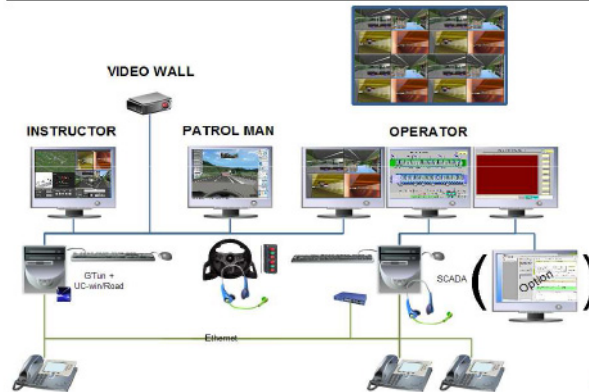 VIDEO WALL
INSTRUCTOR
PATROL MAN
OPERATOR
GTun +
UC-win/Road
SCADA
Option
Ethernet